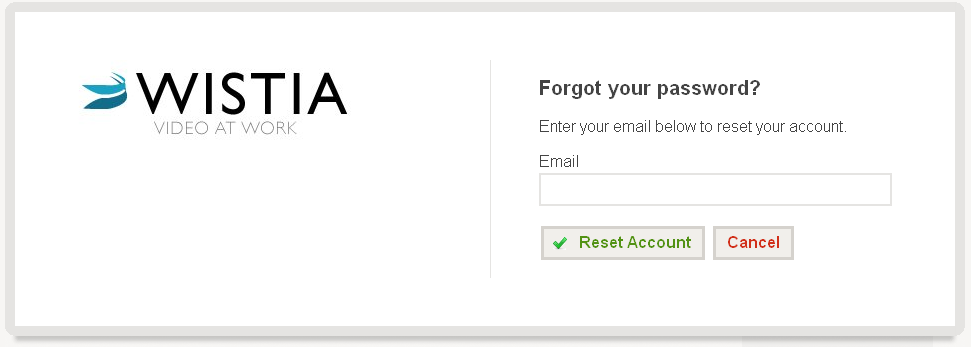 WISTIA
VIDEO AT WORK
Forgot your password?
Enter your email below to reset your account.
Email
Reset Account
Cancel